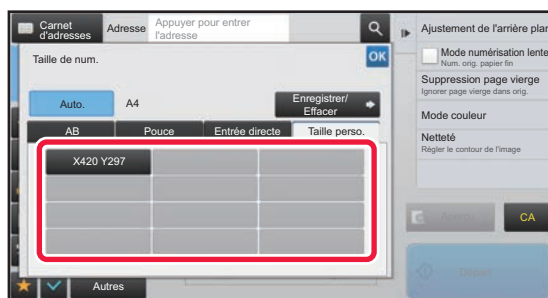 Carnet
d'adresses
Adresse
Appuyer pour entrer
l'adresse
Ajustement de l'arrière plan
Taille de num.
OK
Mode numérisation lente
Num. orig. papier fin
Suppression page vierge
Ignorer page vierge dans orig.
Auto.
A4
Enregistrer/
Effacer
Mode couleur
AB
Pouce
Entrée directe
Taille perso.
Netteté
Régler le contour de l'image
X420 Y297
CA
Autres